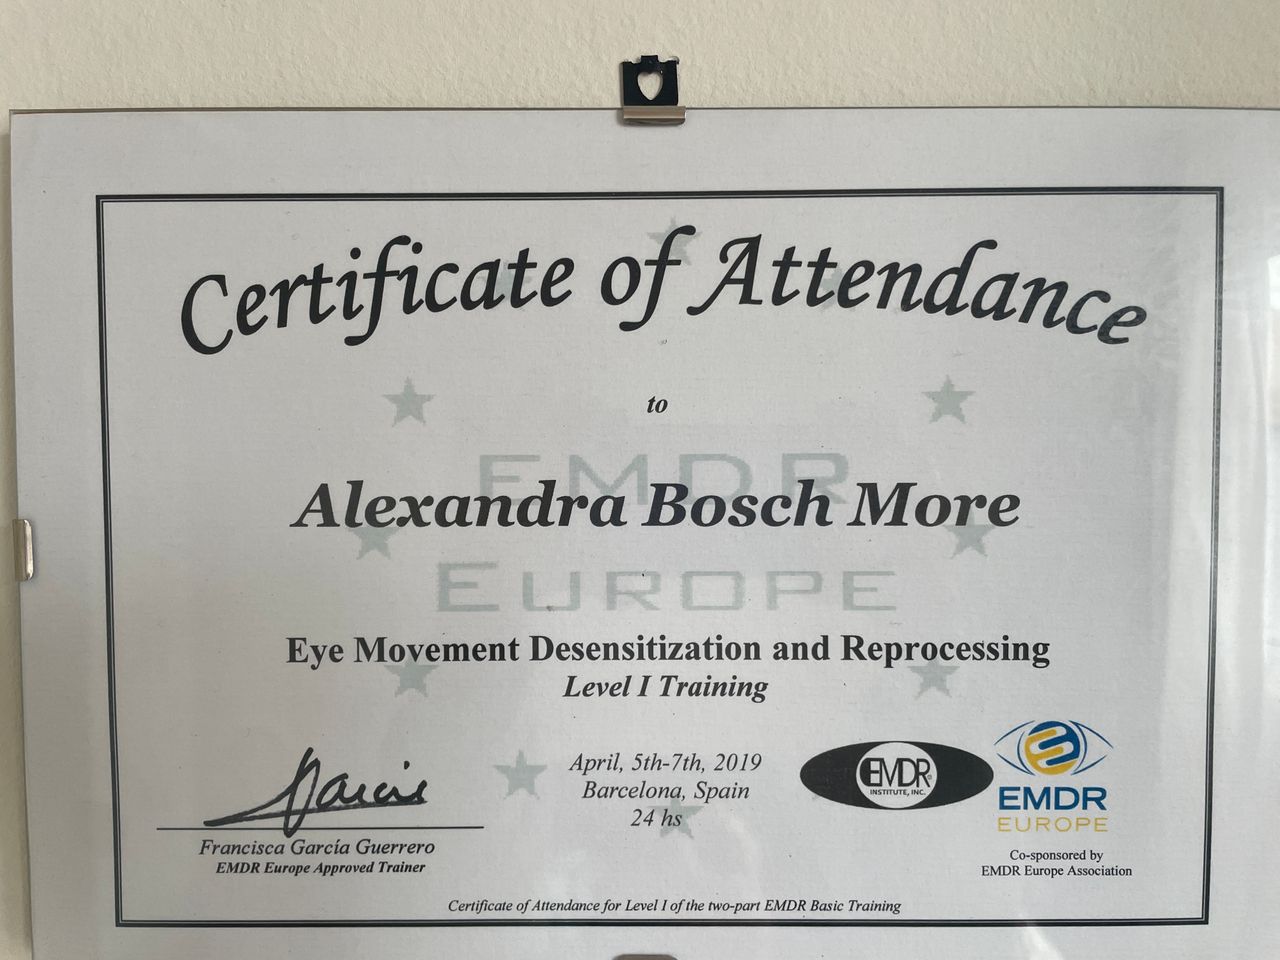 Certificate of Attendance
to
EMDR
Alexandra Bosch More
EUROPE
Eye Movement Desensitization and Reprocessing
Level I Training
April, 5th-7th, 2019
Barcelona, Spain
24 hs
Garcia
Francisca García Guerrero
EMDR Europe Approved Trainer
EMDR®
INSTITUTE, INC.
EMDR
EUROPE
Co-sponsored by
EMDR Europe Association
Certificate of Attendance for Level I of the two-part EMDR Basic Training